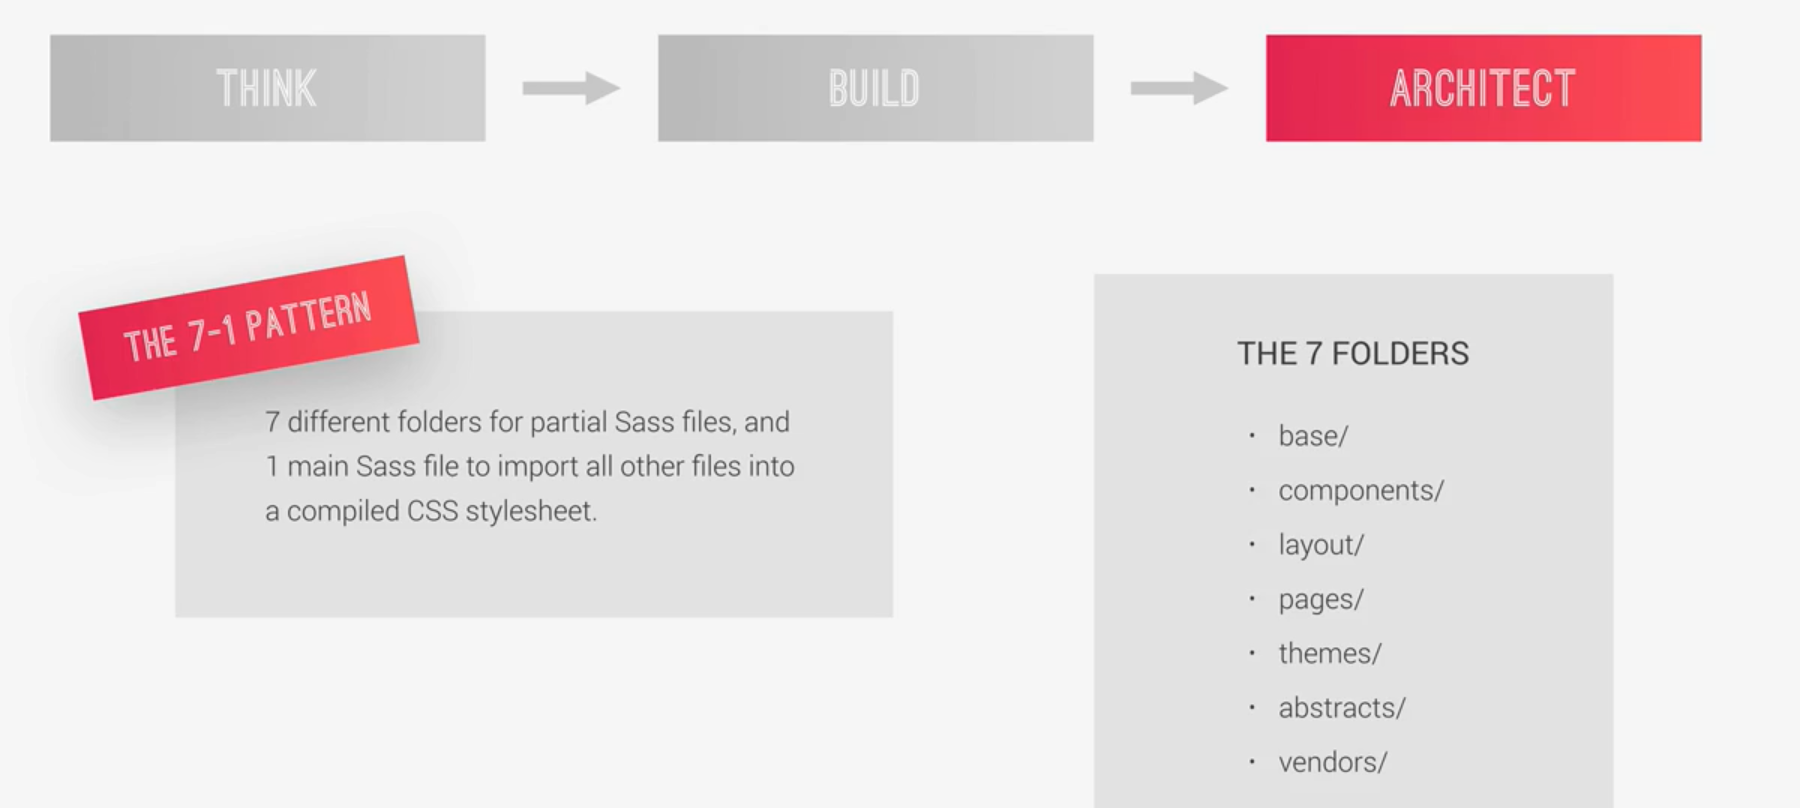 THINK
BUILD
ARCHITECT
THE 7-1 PATTERN
7 different folders for partial Sass files, and
1 main Sass file to import all other files into
a compiled CSS stylesheet.
THE 7 FOLDERS
· base/
· components/
· layout/
· pages/
· themes/
· abstracts/
· vendors/